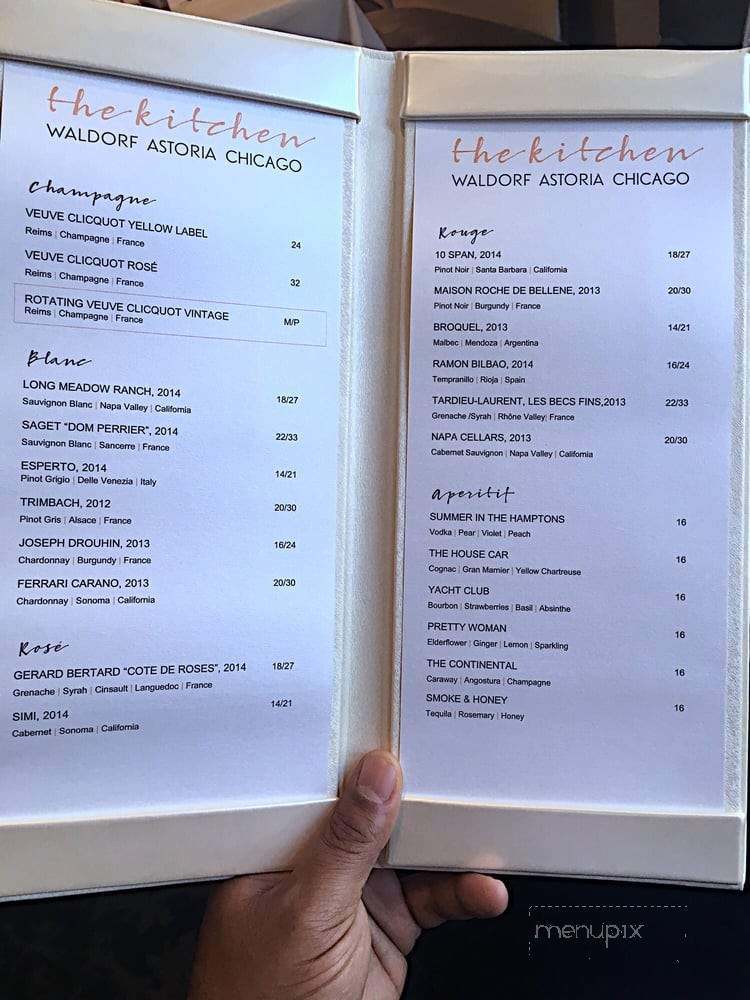 the kitchen
WALDORF ASTORIA CHICAGO
Champagne
VEUVE CLICQUOT YELLOW LABEL
Reims | Champagne | France 24
VEUVE CLICQUOT ROSÉ
Reims | Champagne | France 32
ROTATING VEUVE CLICQUOT VINTAGE
Reims | Champagne | France M/P
Blanc
LONG MEADOW RANCH, 2014
Sauvignon Blanc | Napa Valley | California 18/27
SAGET “DOM PERRIER”, 2014
Sauvignon Blanc | Sancerre | France 22/33
ESPERTO, 2014
Pinot Grigio | Delle Venezia | Italy 14/21
TRIMBACH, 2012
Pinot Gris | Alsace | France 20/30
JOSEPH DROUHIN, 2013 16/24
Chardonnay | Burgundy | France
FERRARI CARANO, 2013 20/30
Chardonnay | Sonoma | California
Rosé
GERARD BERTARD “COTE DE ROSES”, 2014 18/27
Grenache | Syrah | Cinsault | Languedoc | France
SIMI, 2014 14/21
Cabernet | Sonoma | California
the kitchen
WALDORF ASTORIA CHICAGO
Rouge
10 SPAN, 2014 18/27
Pinot Noir | Santa Barbara | California
MAISON ROCHE DE BELLENE, 2013 20/30
Pinot Noir | Burgundy | France
BROQUEL, 2013 14/21
Malbec | Mendoza | Argentina
RAMON BILBAO, 2014 16/24
Tempranillo | Rioja | Spain
TARDIEU-LAURENT, LES BECS FINS,2013 22/33
Grenache /Syrah | Rhône Valley| France
NAPA CELLARS, 2013 20/30
Cabernet Sauvignon | Napa Valley | California
aperitif
SUMMER IN THE HAMPTONS 16
Vodka | Pear | Violet | Peach
THE HOUSE CAR 16
Cognac | Gran Marnier | Yellow Chartreuse
YACHT CLUB 16
Bourbon | Strawberries | Basil | Absinthe
PRETTY WOMAN 16
Elderflower | Ginger | Lemon | Sparkling
THE CONTINENTAL 16
Caraway | Angostura | Champagne
SMOKE & HONEY 16
Tequila | Rosemary | Honey
menupix